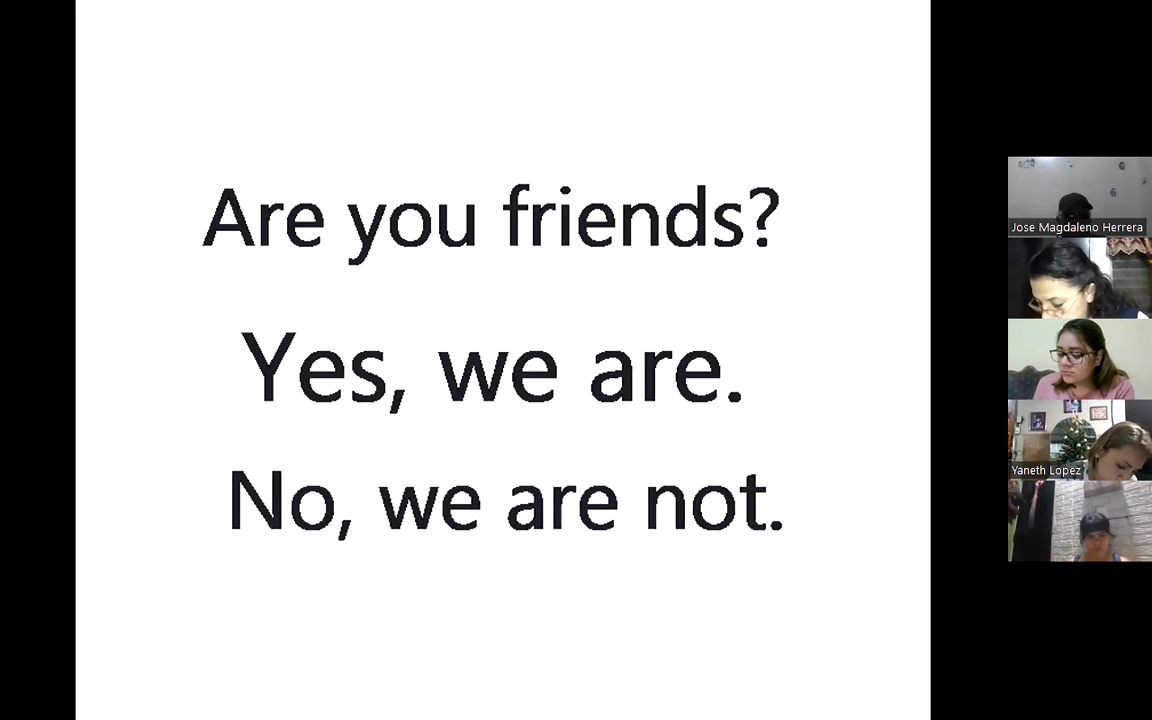 Are you friends?
Yes, we are.
No, we are not.
Jose Magdaleno Herrera
Yaneth Lopez